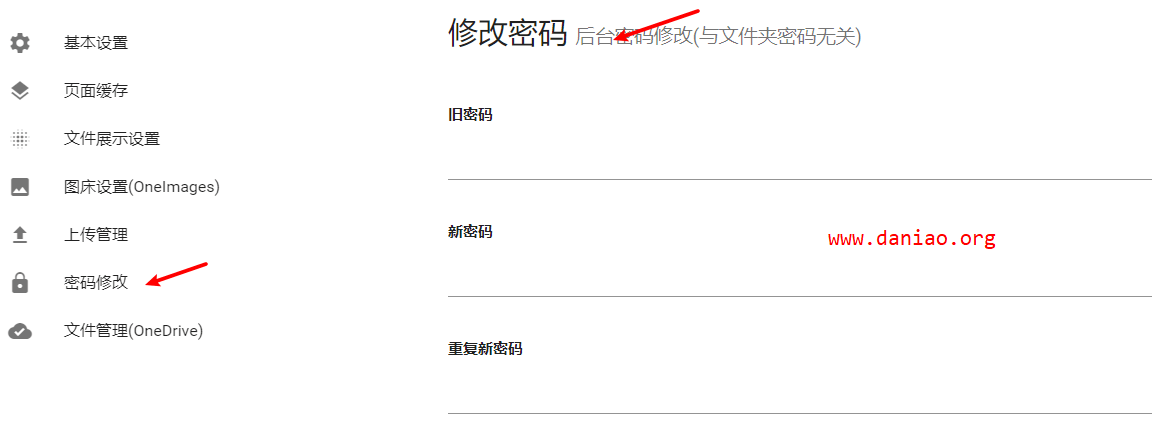 基本设置
页面缓存
文件展示设置
图床设置(OneImages)
上传管理
密码修改
文件管理(OneDrive)
修改密码 后台密码修改(与文件夹密码无关)
旧密码
新密码
www.daniao.org
重复新密码